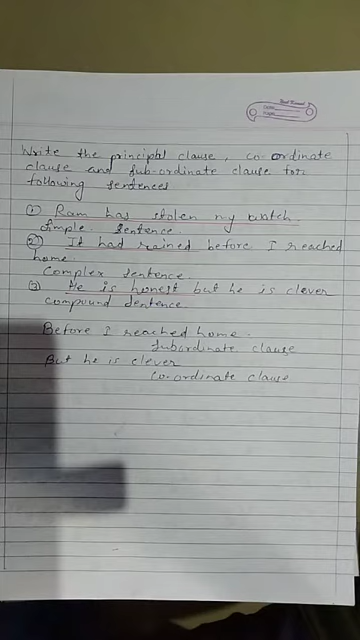 Write the principal clause, co-ordinate
clause and sub-ordinate clause for
following sentences
① Ram has stolen my watch
Simple Sentence
② It had rained before I reached
home.
Complex sentence
③ He is honest but he is clever
compound sentence
Before I reached home.
Subordinate clause
But he is clever
Co-ordinate clause